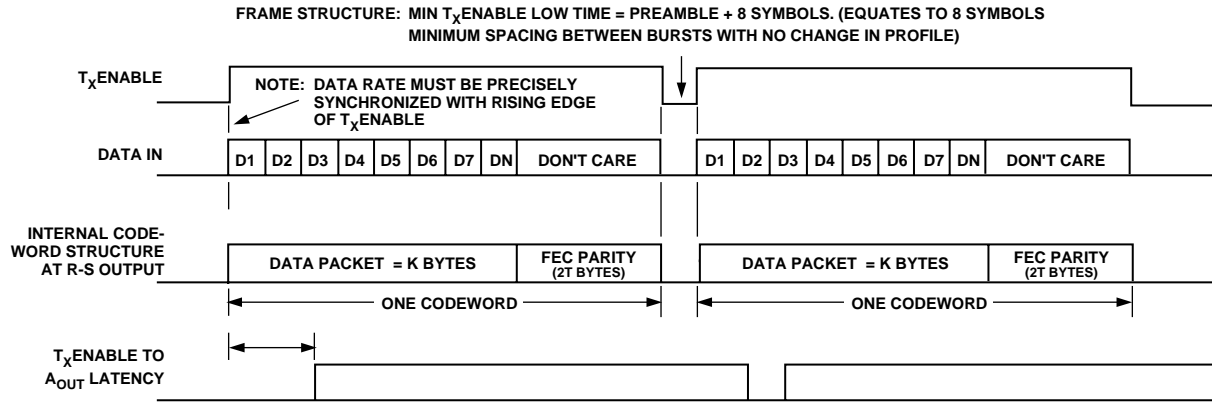 FRAME STRUCTURE: MIN TXENABLE LOW TIME = PREAMBLE + 8 SYMBOLS. (EQUATES TO 8 SYMBOLS
MINIMUM SPACING BETWEEN BURSTS WITH NO CHANGE IN PROFILE)
TXENABLE
NOTE: DATA RATE MUST BE PRECISELY
SYNCHRONIZED WITH RISING EDGE
OF TXENABLE
DATA IN
D1 D2 D3 D4 D5 D6 D7 DN DON'T CARE D1 D2 D3 D4 D5 D6 D7 DN DON'T CARE
INTERNAL CODE-
WORD STRUCTURE
AT R-S OUTPUT
DATA PACKET = K BYTES
FEC PARITY
(2T BYTES)
DATA PACKET = K BYTES
FEC PARITY
(2T BYTES)
ONE CODEWORD
ONE CODEWORD
TXENABLE TO
AOUT LATENCY